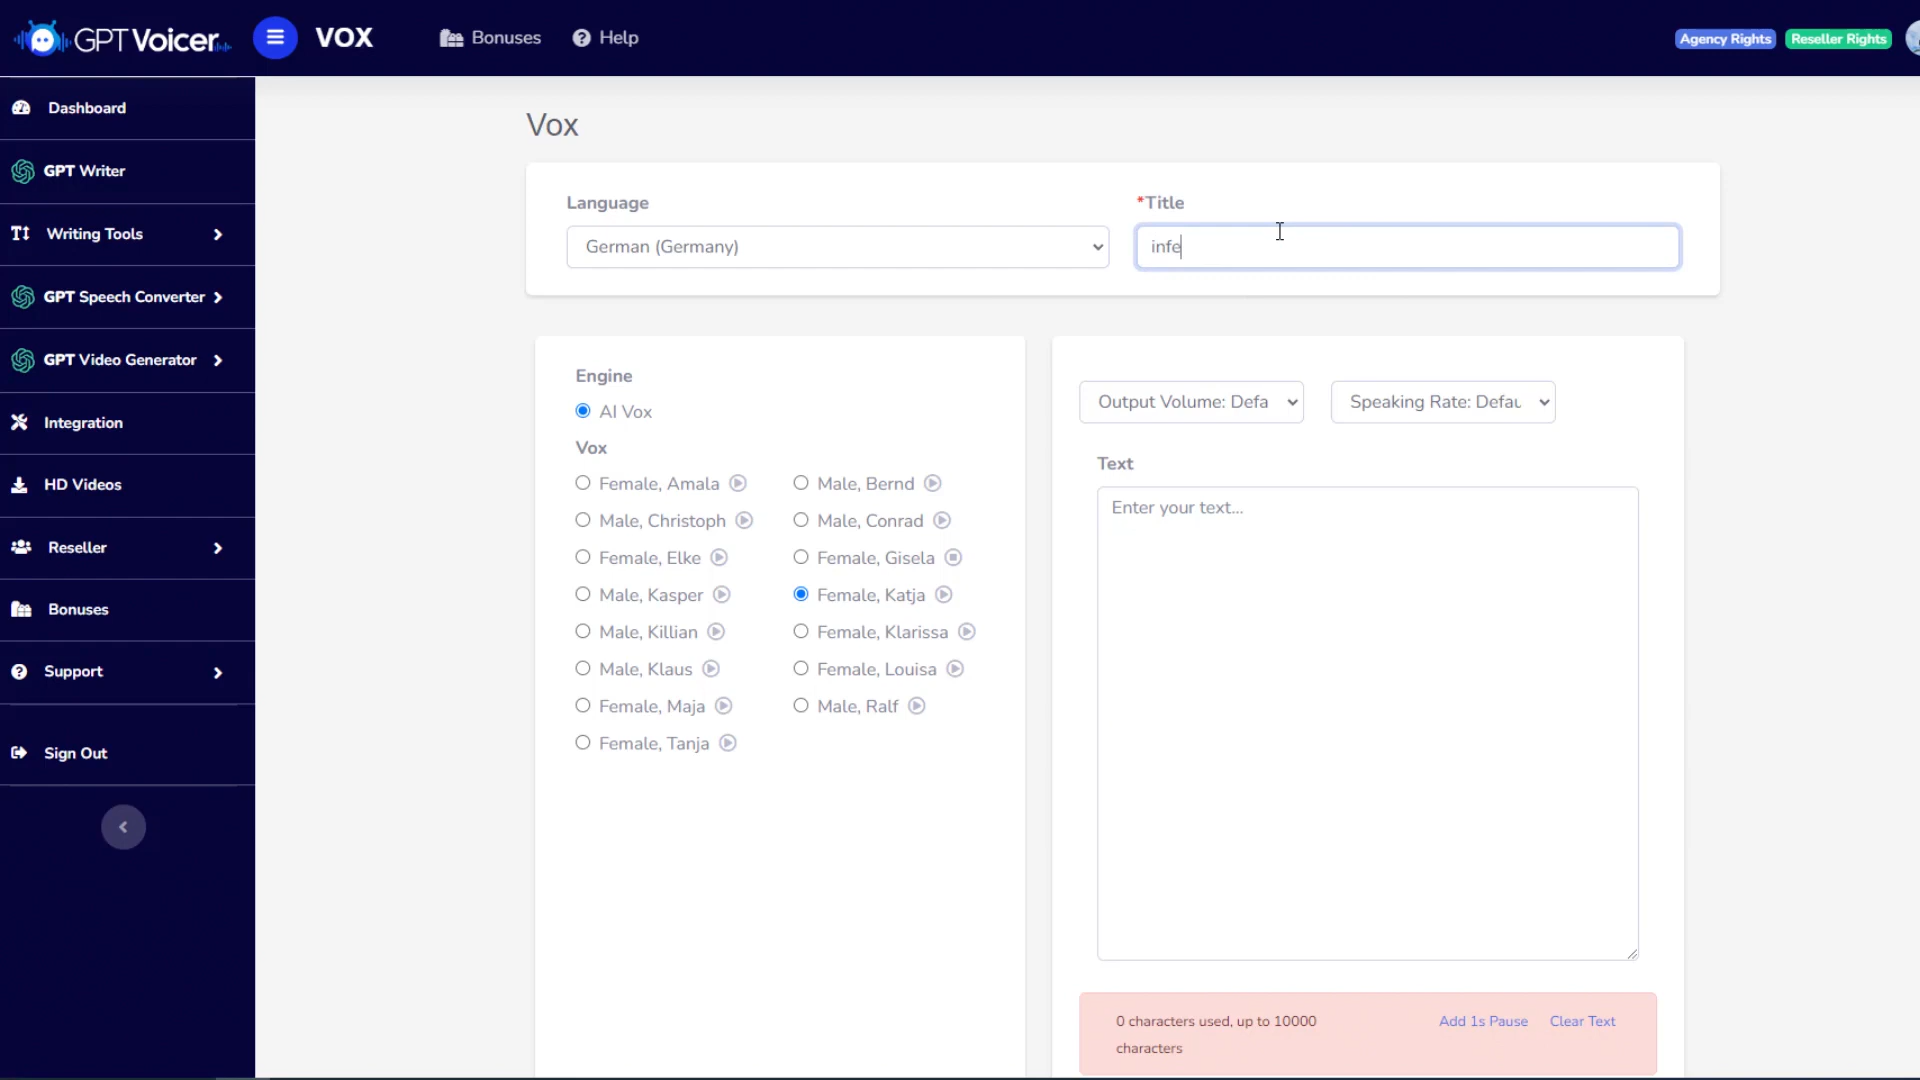 GPT Voicer
VOX
Bonuses
Help
Agency Rights
Reseller Rights
Dashboard
GPT Writer
Writing Tools
GPT Speech Converter
GPT Video Generator
Integration
HD Videos
Reseller
Bonuses
Support
Sign Out
Vox
Language
*Title
German (Germany)
infe
Engine
AI Vox
Vox
Female, Amala
Male, Bernd
Male, Christoph
Male, Conrad
Female, Elke
Female, Gisela
Male, Kasper
Female, Katja
Male, Killian
Female, Klarissa
Male, Klaus
Female, Louisa
Female, Maja
Male, Ralf
Female, Tanja
Output Volume: Defa
Speaking Rate: Defau
Text
Enter your text...
0 characters used, up to 10000
characters
Add 1s Pause
Clear Text